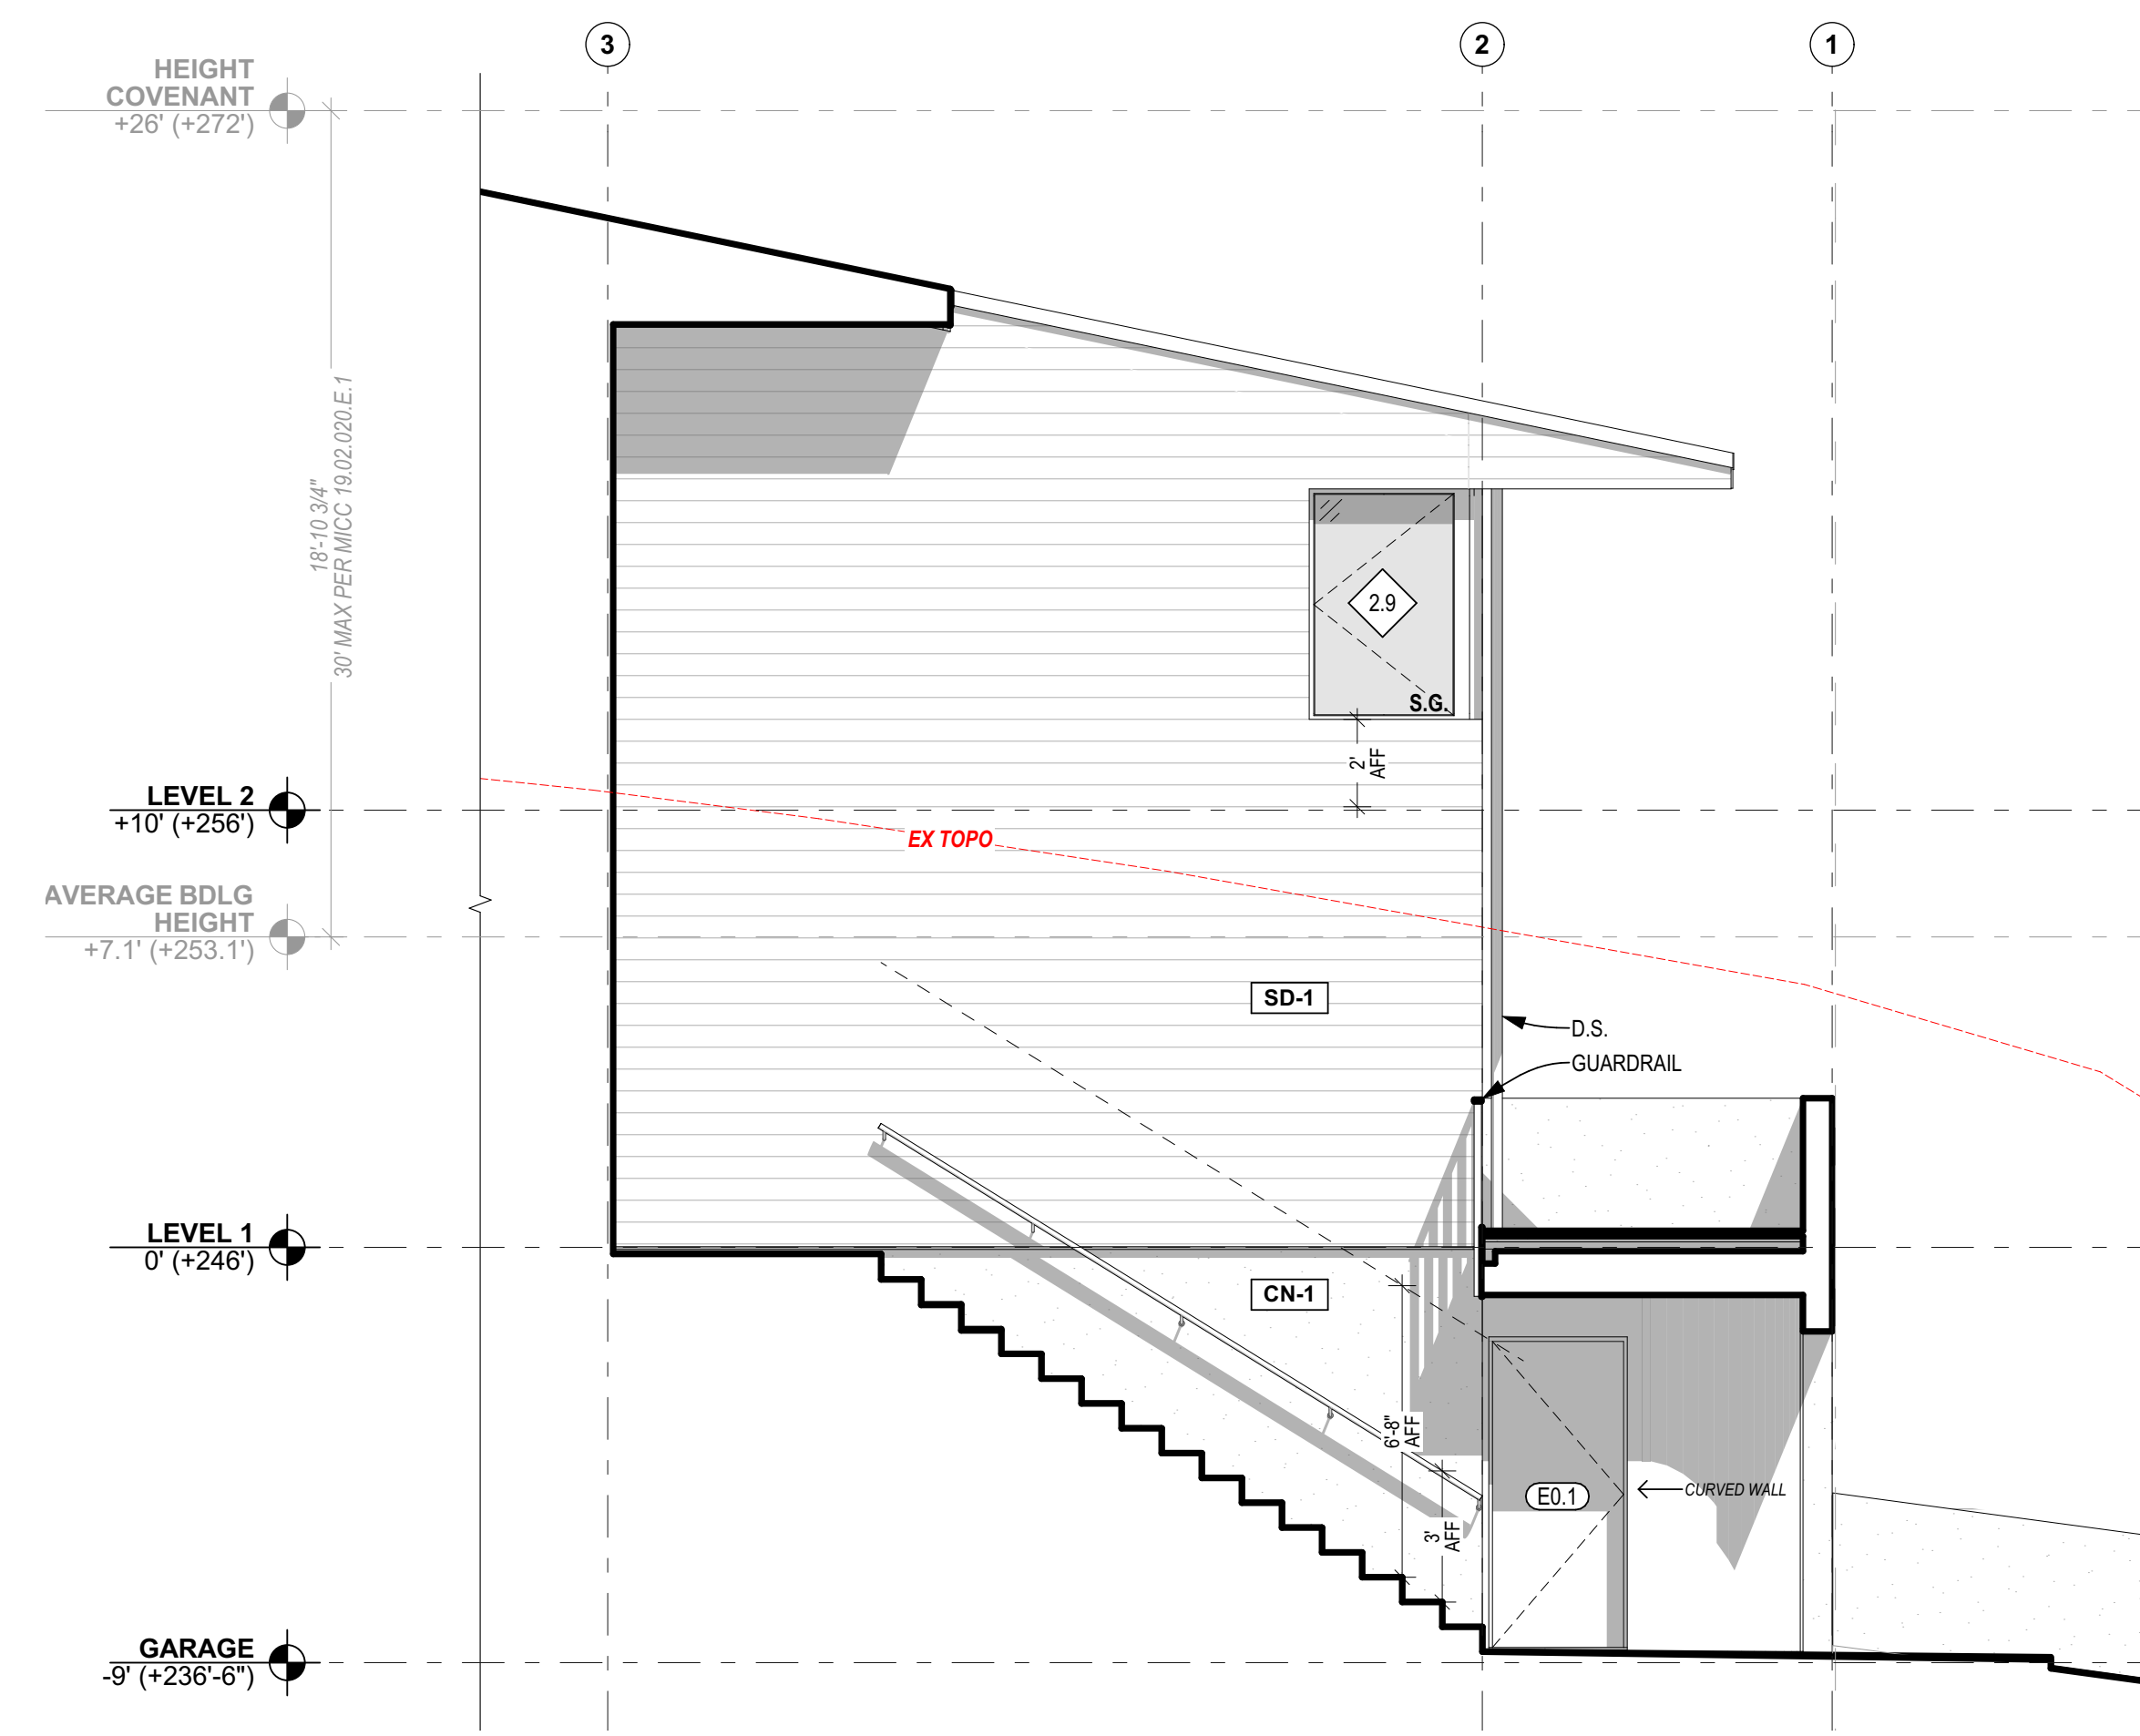 3
2
1
HEIGHT
COVENANT
+26' (+272')
18'-10 3/4"
30' MAX PER MICC 19.02.020.E.1
2.9
S.G.
2'
AFF
LEVEL 2
+10' (+256')
EX TOPO
AVERAGE BDLG
HEIGHT
+7.1' (+253.1')
SD-1
D.S.
GUARDRAIL
LEVEL 1
0' (+246')
CN-1
6'-8"
AFF
E0.1
CURVED WALL
3'
AFF
GARAGE
-9' (+236'-6")